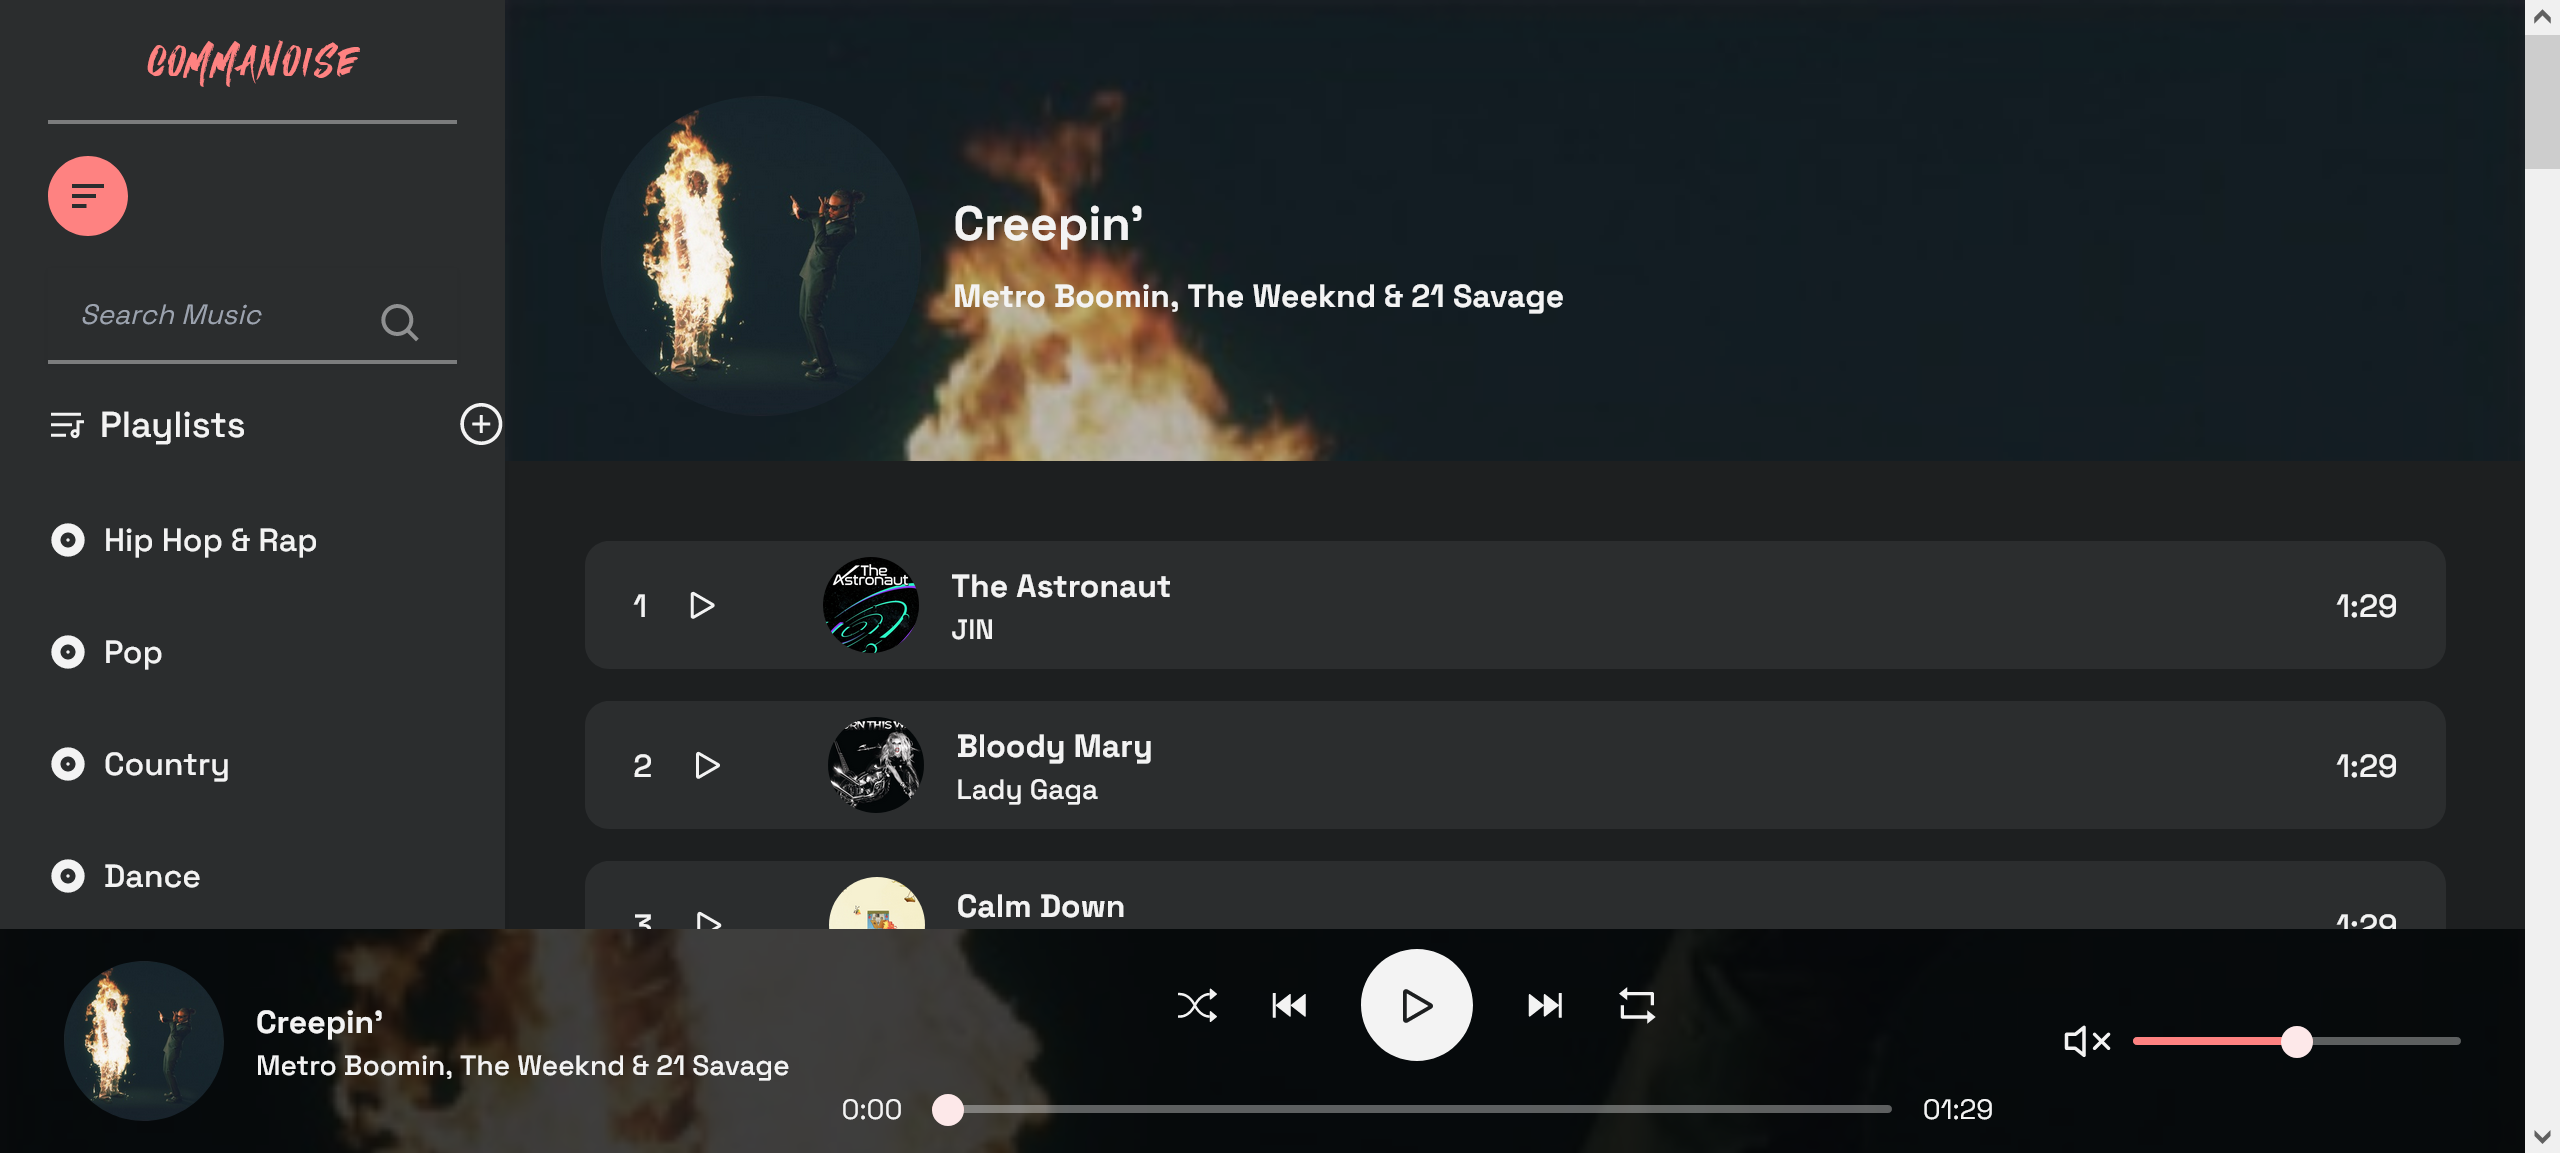 COMMANOISE
Search Music
Playlists
Hip Hop & Rap
Pop
Country
Dance
Creepin'
Metro Boomin, The Weeknd & 21 Savage
1
The
Astronaut
The Astronaut
JIN
1:29
2
Bloody Mary
Lady Gaga
1:29
3
Calm Down
1:29
Creepin'
Metro Boomin, The Weeknd & 21 Savage
0:00
01:29